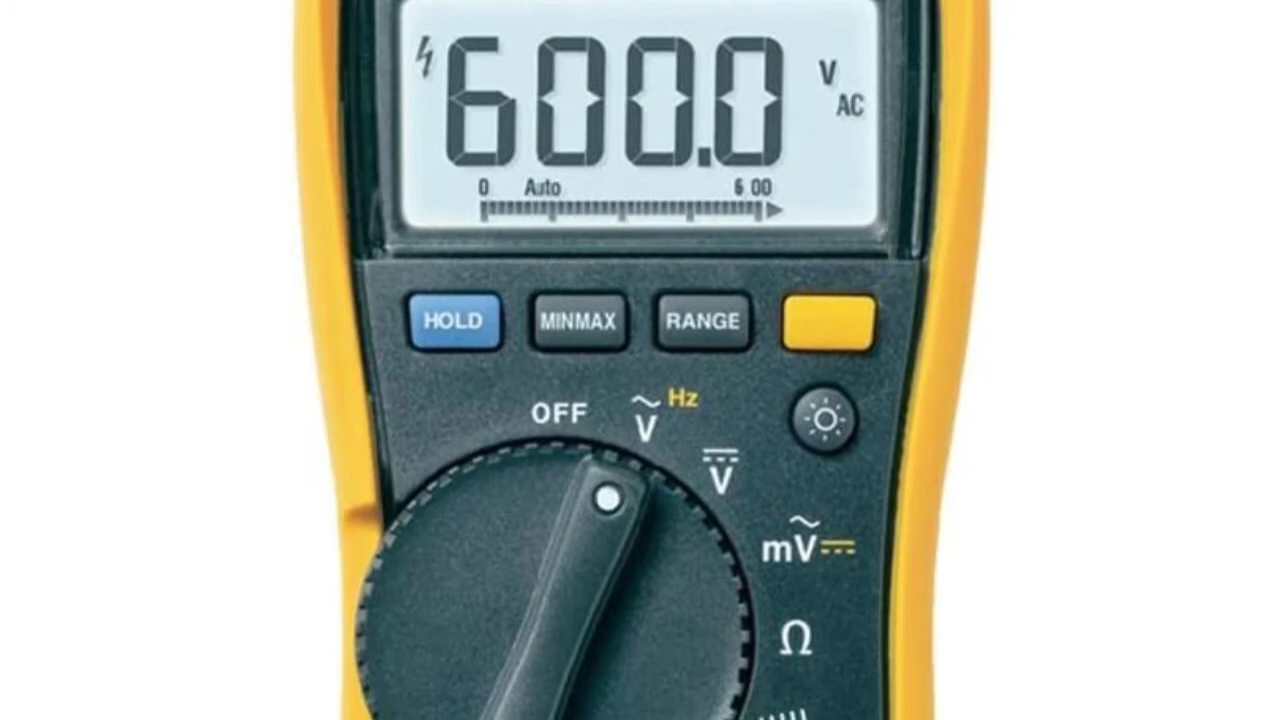 600.0 V
AC
0 Auto 6 00
HOLD MINMAX RANGE
OFF Ṽ Hz
V
mV
Ω